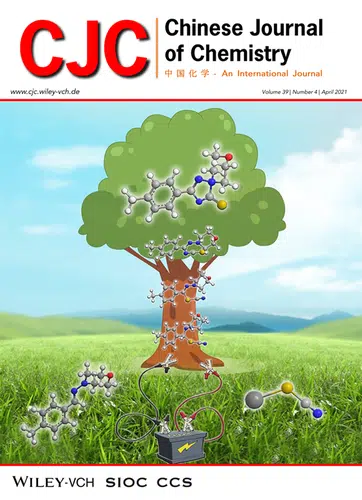 CJC
Chinese Journal
of Chemistry
中国化学 - An International Journal
www.cjc.wiley-vch.de
Volume 39 | Number 4 | April 2021
WILEY-VCH SIOC CCS